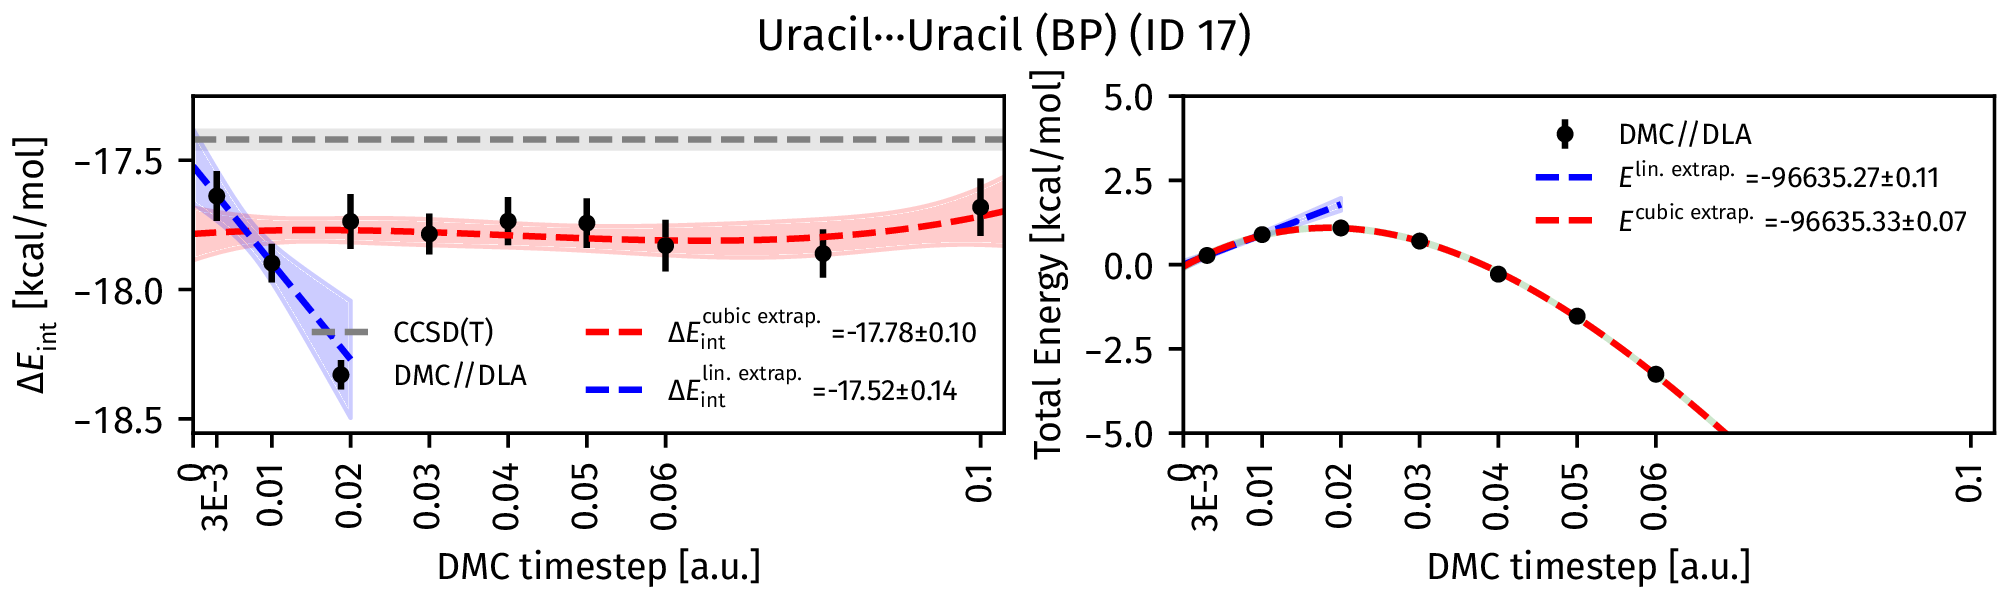 Uracil···Uracil (BP) (ID 17)
ΔEint [kcal/mol]
−17.5
−18.0
−18.5
CCSD(T)
DMC//DLA
ΔEint cubic extrap. =-17.78±0.10
ΔEint lin. extrap. =-17.52±0.14
0
3E-3
0.01
0.02
0.03
0.04
0.05
0.06
0.1
DMC timestep [a.u.]
Total Energy [kcal/mol]
5.0
2.5
0.0
−2.5
−5.0
DMC//DLA
E lin. extrap. =-96635.27±0.11
E cubic extrap. =-96635.33±0.07
0
3E-3
0.01
0.02
0.03
0.04
0.05
0.06
0.1
DMC timestep [a.u.]